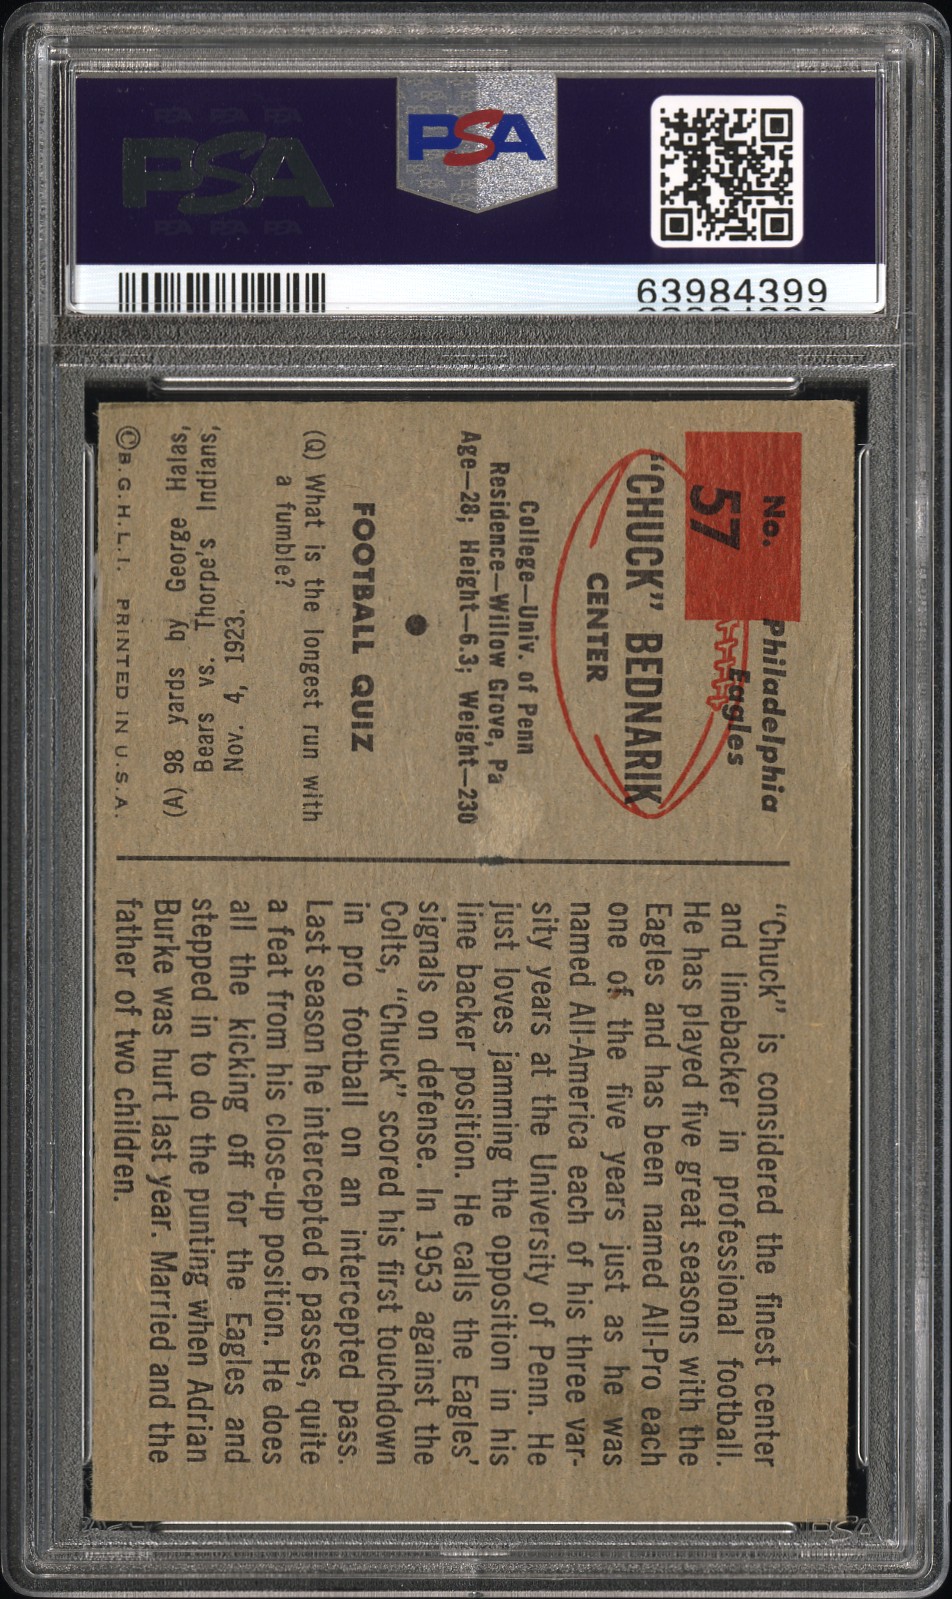 PSA
PSA
63984399
No.
57
Philadelphia
Eagles
"CHUCK" BEDNARIK
CENTER
College—Univ. of Penn
Residence—Willow Grove, Pa
Age—28; Height—6.3; Weight—230
FOOTBALL QUIZ
(Q) What is the longest run with
a fumble?
(A) 98 yards by George Halas,
Bears vs. Thorpe's Indians,
Nov. 4, 1923.
©B.G.H.L.I. PRINTED IN U.S.A.
"Chuck" is considered the finest center
and linebacker in professional football.
He has played five great seasons with the
Eagles and has been named All-Pro each
one of the five years just as he was
named All-America each of his three var-
sity years at the University of Penn. He
just loves jamming the opposition in his
line backer position. He calls the Eagles'
signals on defense. In 1953 against the
Colts, "Chuck" scored his first touchdown
in pro football on an intercepted pass.
Last season he intercepted 6 passes, quite
a feat from his close-up position. He does
all the kicking off for the Eagles and
stepped in to do the punting when Adrian
Burke was hurt last year. Married and the
father of two children.